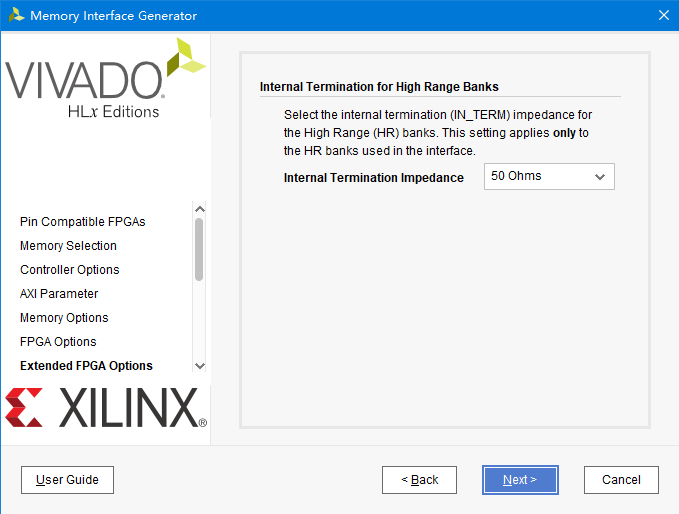 Memory Interface Generator
VIVADO.
HLx Editions
Pin Compatible FPGAs
Memory Selection
Controller Options
AXI Parameter
Memory Options
FPGA Options
Extended FPGA Options
XILINX®
Internal Termination for High Range Banks
Select the internal termination (IN_TERM) impedance for
the High Range (HR) banks. This setting applies only to
the HR banks used in the interface.
Internal Termination Impedance 50 Ohms
User Guide
< Back
Next >
Cancel